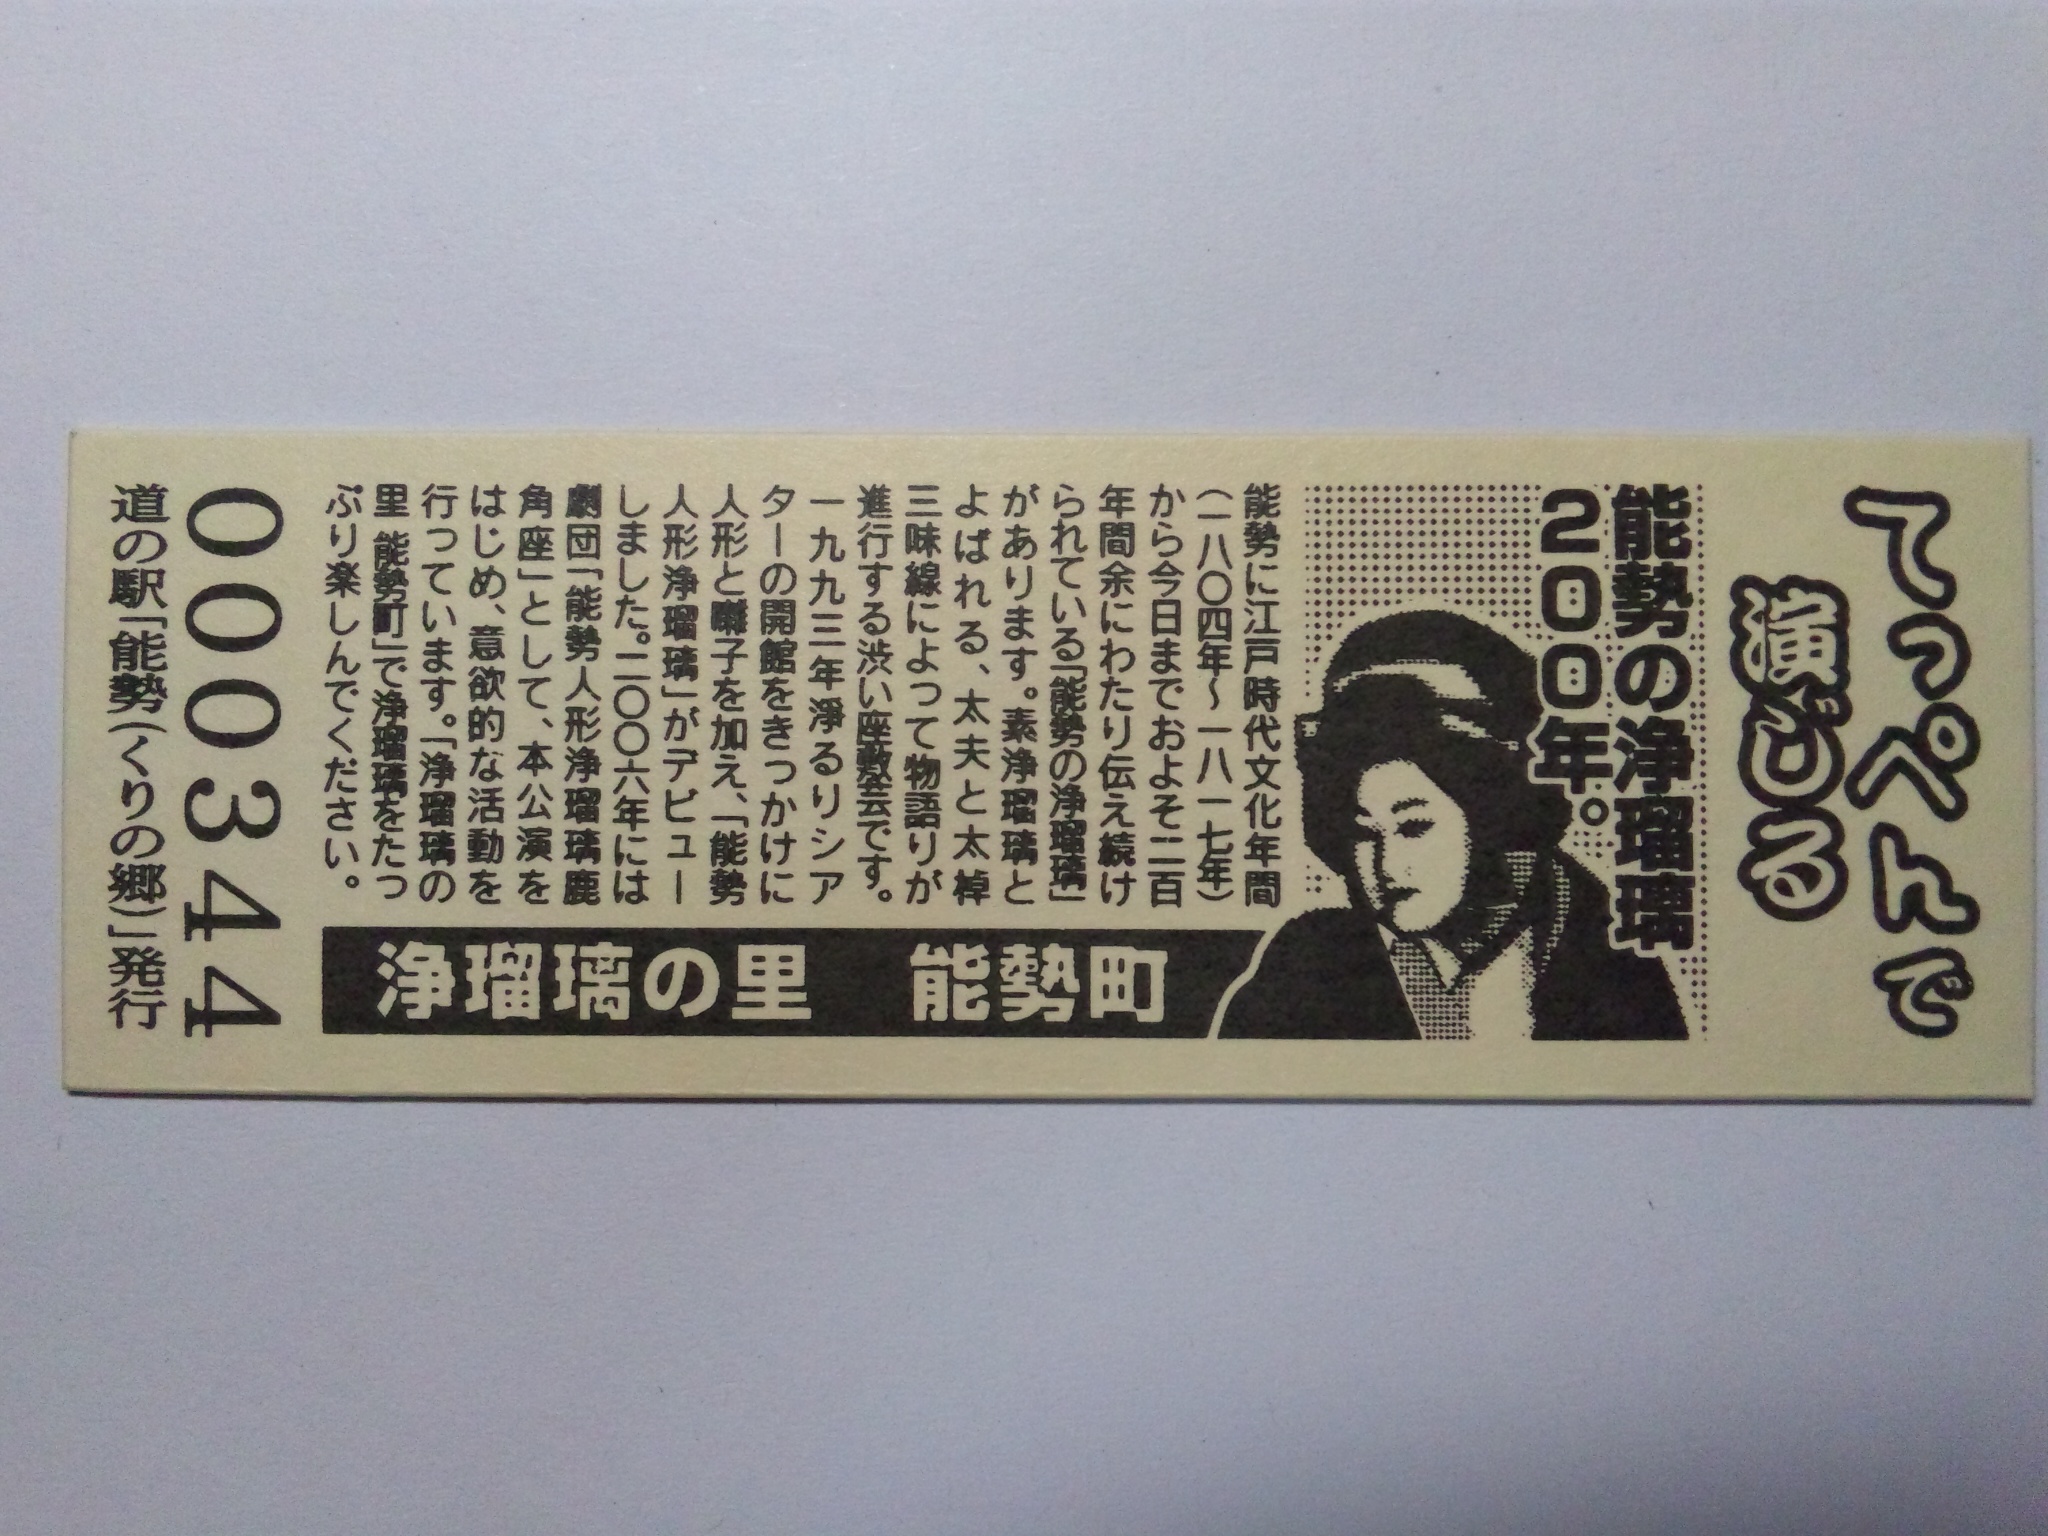 てっぺんで
演じる
能勢の浄瑠璃
200年。
能勢に江戸時代文化年間
(一八〇四年～一八一七年)
から今日までおよそ二百
年間余にわたり伝え続け
られている「能勢の浄瑠璃」
があります。素浄瑠璃と
よばれる、太夫と太棹
三味線によって物語りが
進行する渋い座敷芸です。
一九九三年淨るりシア
ターの開館をきっかけに
人形と囃子を加え、「能勢
人形浄瑠璃」がデビュー
しました。二〇〇六年には
劇団「能勢人形浄瑠璃鹿
角座」として、本公演を
はじめ、意欲的な活動を
行っています。「浄瑠璃の
里 能勢町」で浄瑠璃をたっ
ぷり楽しんでください。
浄瑠璃の里　能勢町
000344
道の駅「能勢(くりの郷)」発行